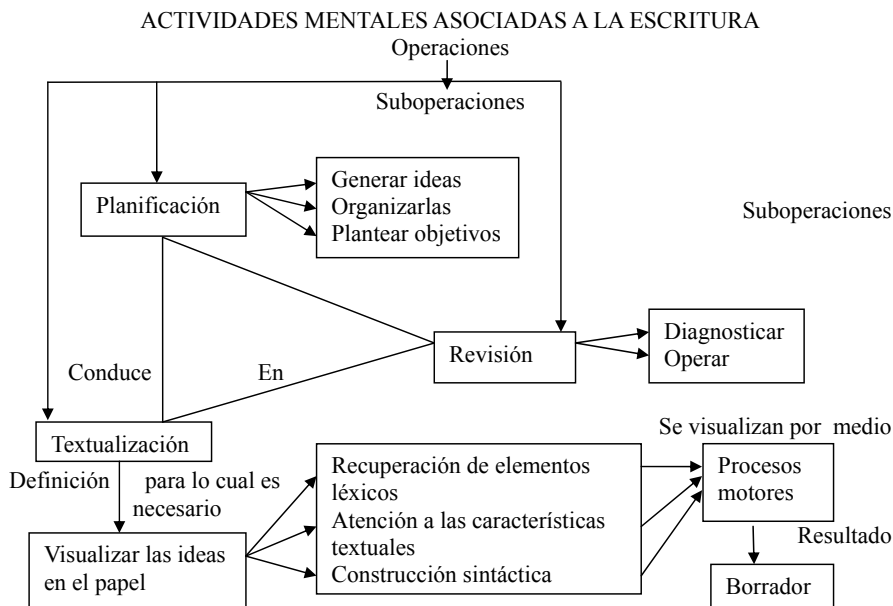 ACTIVIDADES MENTALES ASOCIADAS A LA ESCRITURA
Operaciones
Suboperaciones
Planificación
Generar ideas
Organizarlas
Plantear objetivos
Suboperaciones
Revisión
Diagnosticar
Operar
Conduce
En
Textualización
Definición
para lo cual es
necesario
Visualizar las ideas
en el papel
Recuperación de elementos
léxicos
Atención a las características
textuales
Construcción sintáctica
Se visualizan por medio
Procesos
motores
Resultado
Borrador